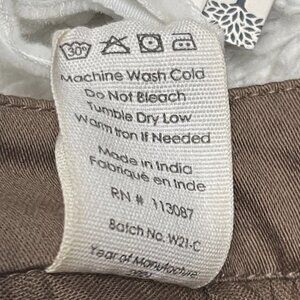 30°
Machine Wash Cold
Do Not Bleach
Tumble Dry Low
Warm Iron If Needed
Made in India
Fabriqué en Inde
RN # 113087
Batch No. W21-C
Year of Manufacture